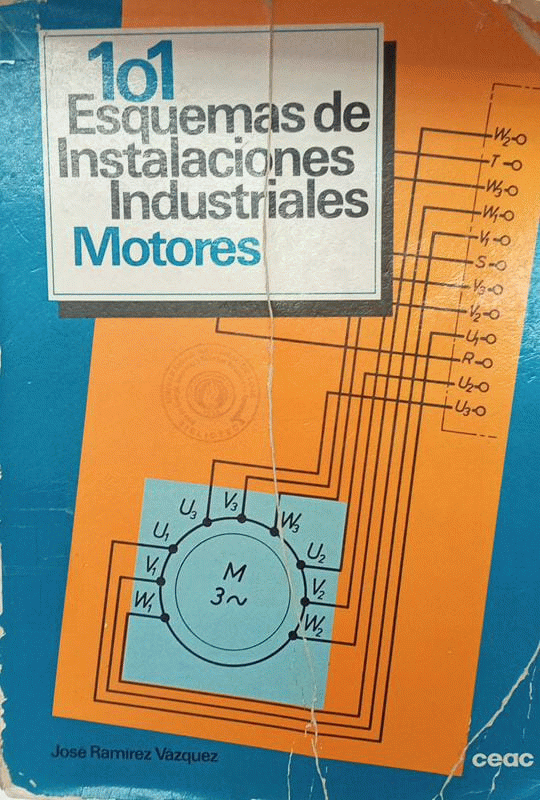 1o1
Esquemas de
Instalaciones
Industriales
Motores
W2
T
W3
W1
V1
S
V3
V2
U1
R
U2
U3
U3
V3
W3
U1
U2
V1
M
V2
3~
W1
W2
BIBLIOTECA
José Ramírez Vázquez
ceac